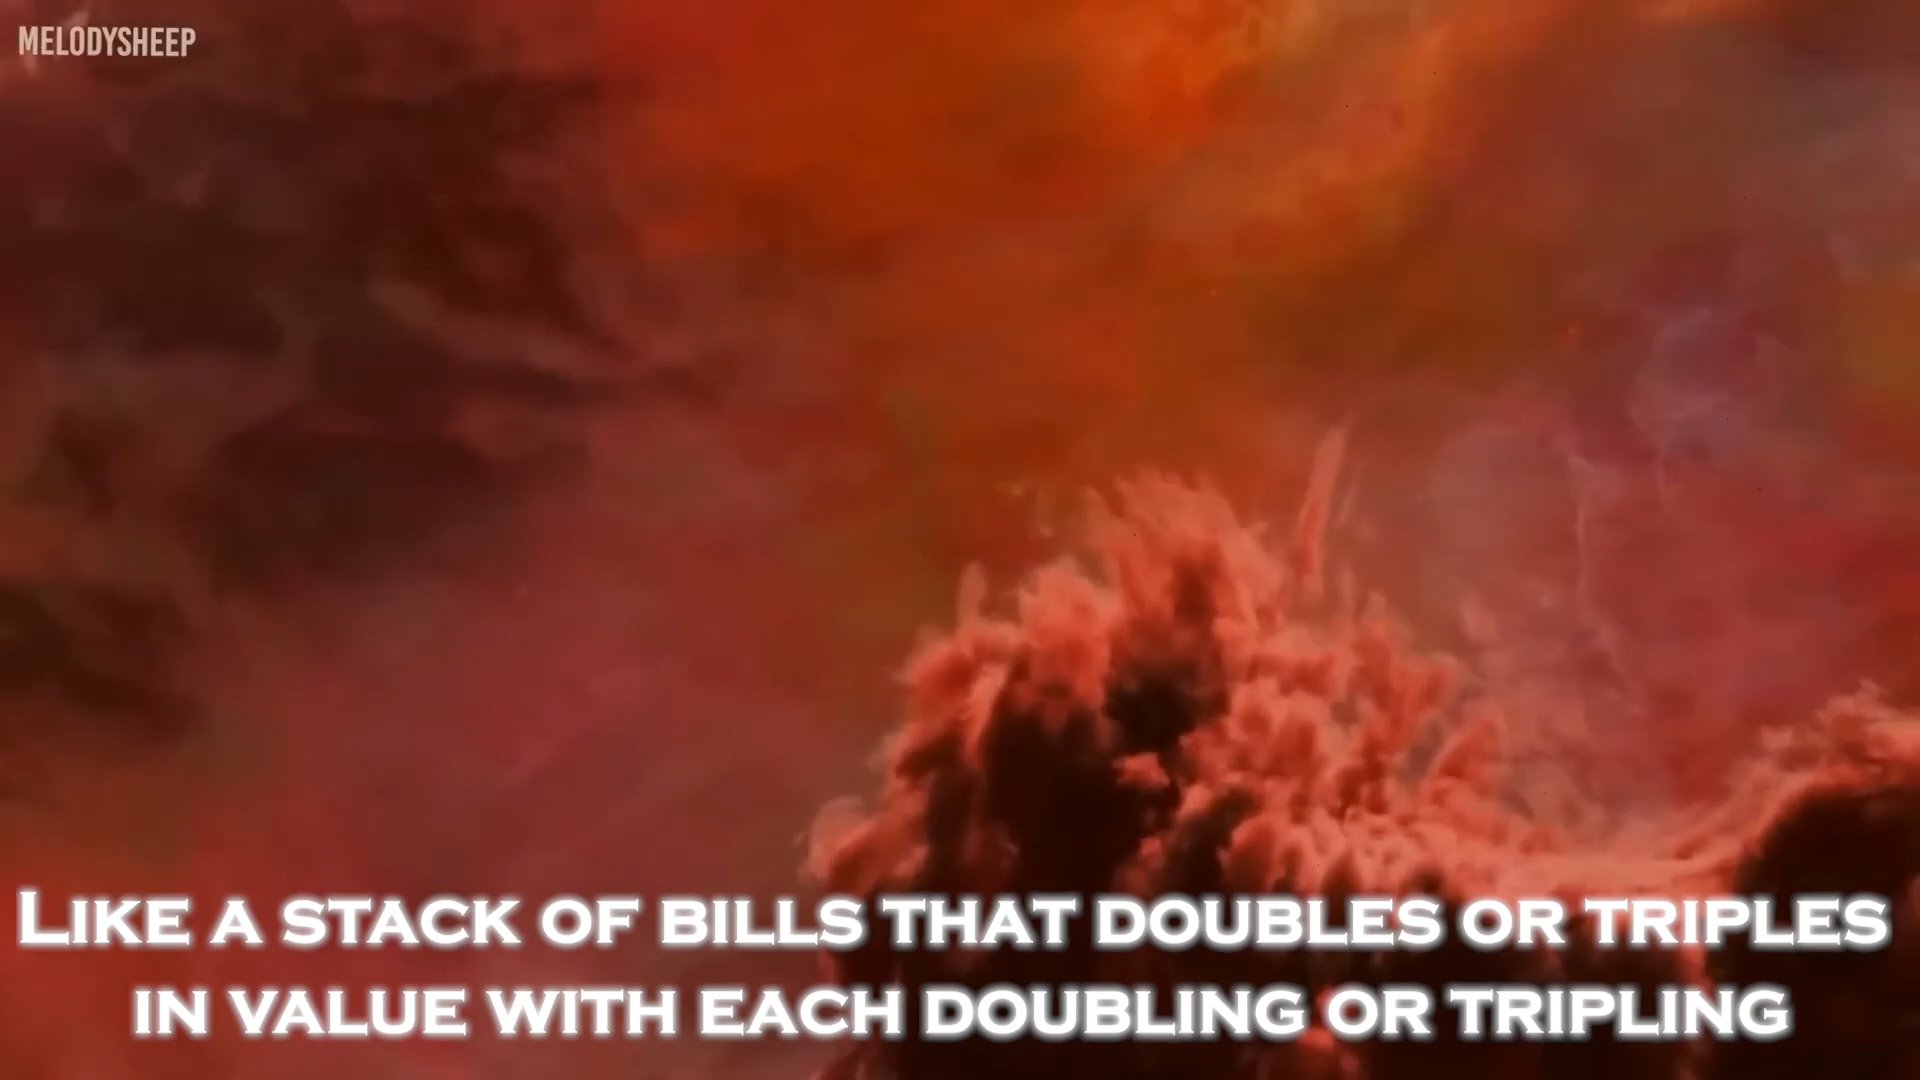 MELODYSHEEP
LIKE A STACK OF BILLS THAT DOUBLES OR TRIPLES
IN VALUE WITH EACH DOUBLING OR TRIPLING